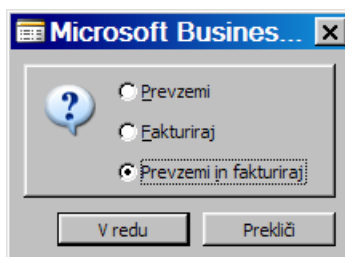 Microsoft Busines...
Prevzemi
Fakturiraj
Prevzemi in fakturiraj
V redu
Prekliči